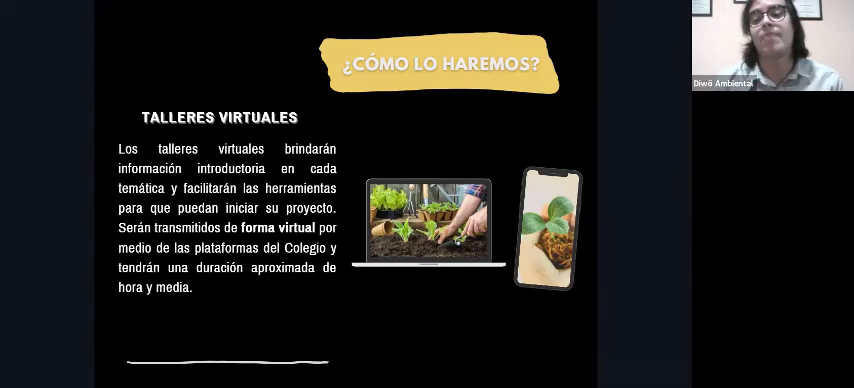 ¿CÓMO LO HAREMOS?
Diwö Ambiental
TALLERES VIRTUALES
Los talleres virtuales brindarán
información introductoria en cada
temática y facilitarán las herramientas
para que puedan iniciar su proyecto.
Serán transmitidos de forma virtual por
medio de las plataformas del Colegio y
tendrán una duración aproximada de
hora y media.